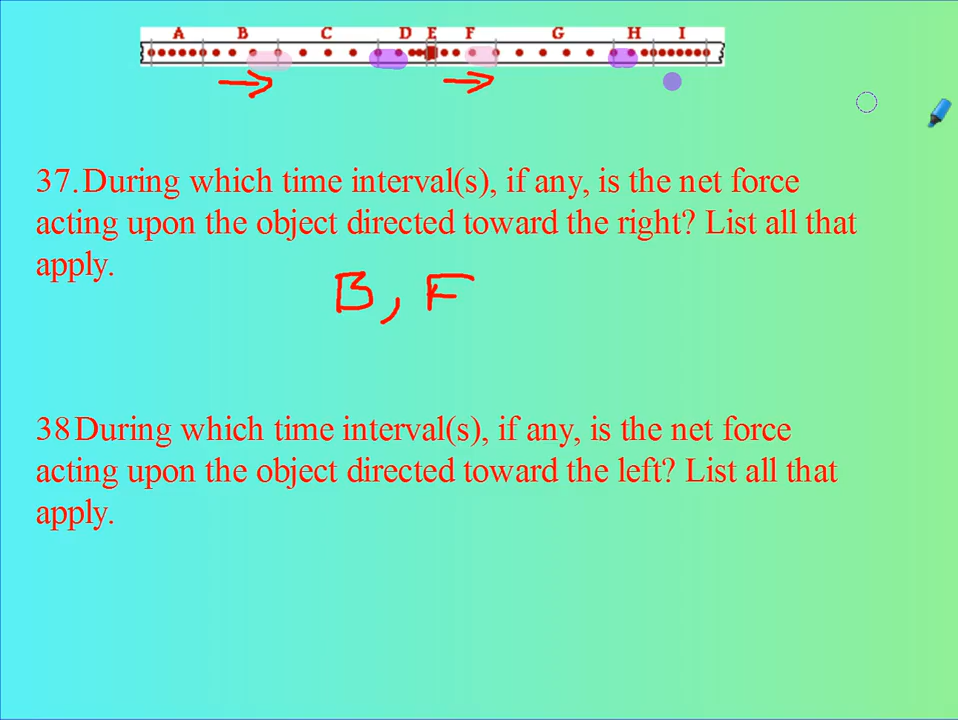 A B C D E F G H I
37. During which time interval(s), if any, is the net force
acting upon the object directed toward the right? List all that
apply.
B, F
38 During which time interval(s), if any, is the net force
acting upon the object directed toward the left? List all that
apply.